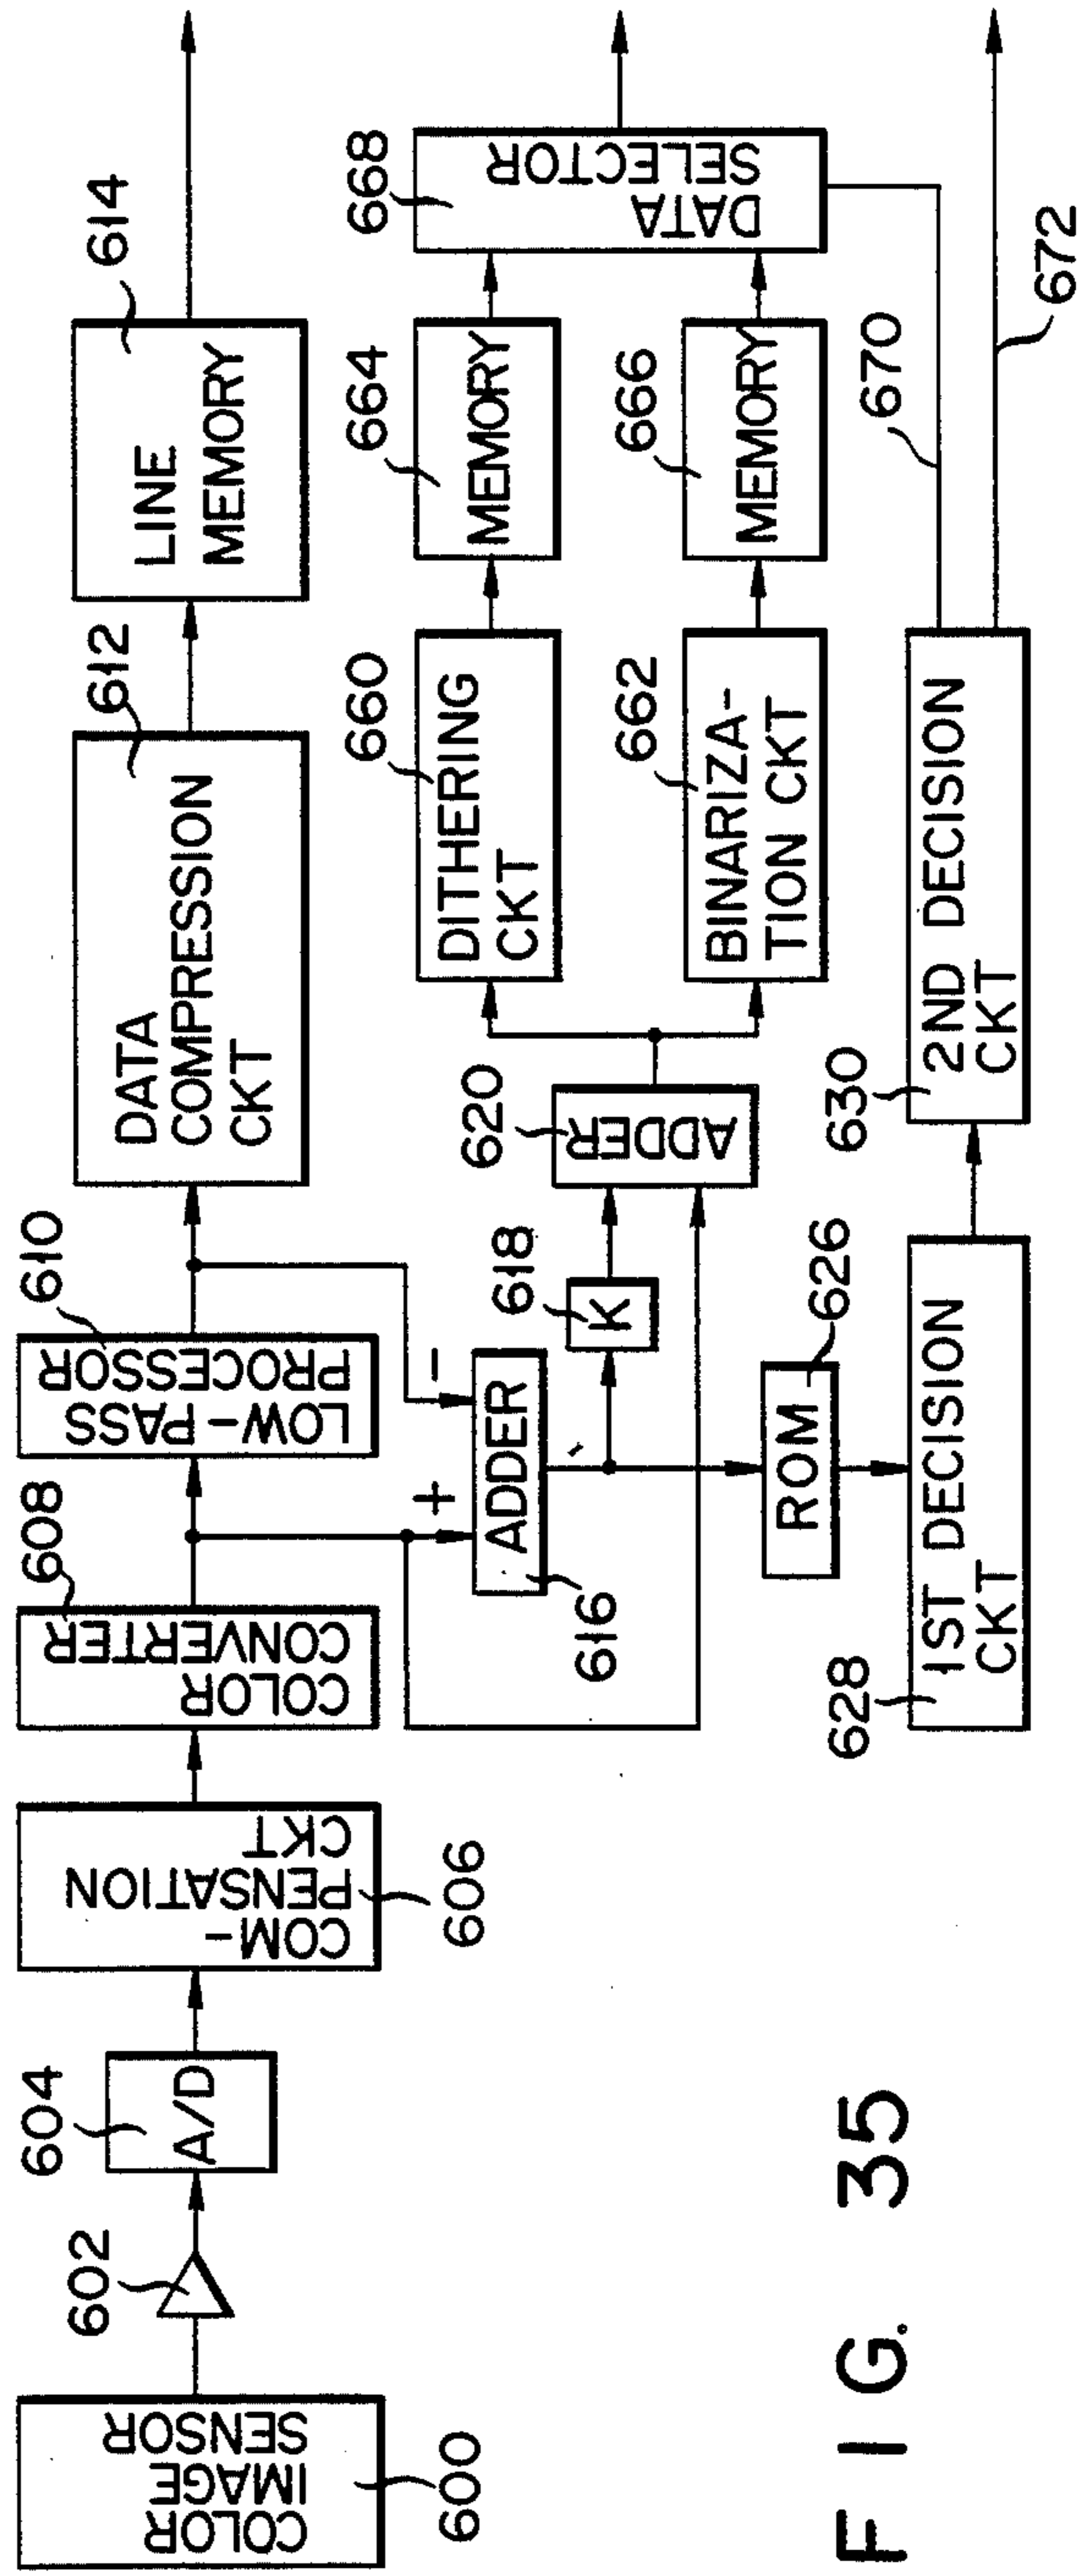 600
COLOR
IMAGE
SENSOR
602
604
A/D
606
COM-
PENSATION
CKT
608
COLOR
CONVERTER
610
LOW-PASS
PROCESSOR
612
DATA
COMPRESSION
CKT
614
LINE
MEMORY
+
-
616
ADDER
618
K
620
ADDER
660
DITHERING
CKT
664
MEMORY
662
BINARIZA-
TION CKT
666
MEMORY
668
DATA
SELECTOR
626
ROM
628
1ST DECISION
CKT
630
2ND DECISION
CKT
670
672
FIG. 35